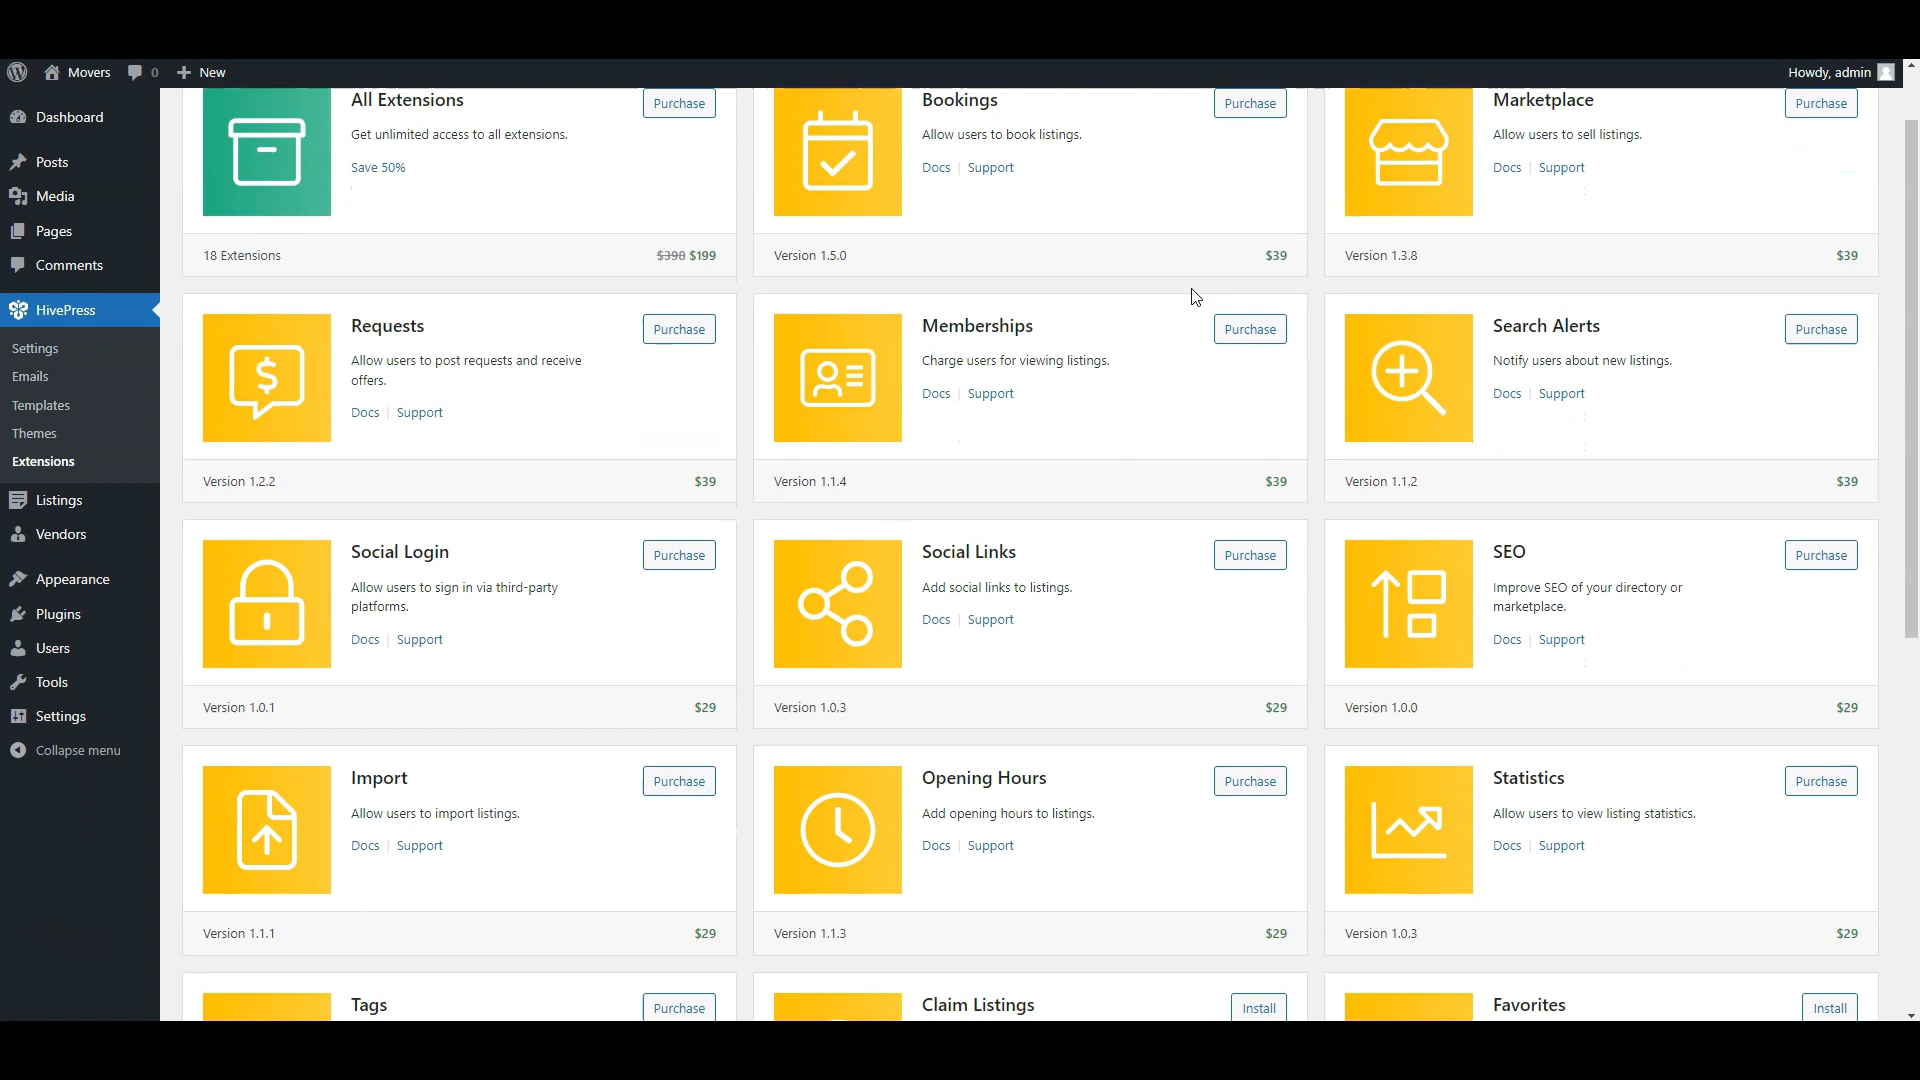 Movers
0
New
Howdy, admin
Dashboard
Posts
Media
Pages
Comments
HivePress
Settings
Emails
Templates
Themes
Extensions
Listings
Vendors
Appearance
Plugins
Users
Tools
Settings
Collapse menu
All Extensions
Purchase
Get unlimited access to all extensions.
Save 50%
18 Extensions
$398 $199
Bookings
Purchase
Allow users to book listings.
Docs | Support
Version 1.5.0
$39
Marketplace
Purchase
Allow users to sell listings.
Docs | Support
Version 1.3.8
$39
Requests
Purchase
Allow users to post requests and receive
offers.
Docs | Support
Version 1.2.2
$39
Memberships
Purchase
Charge users for viewing listings.
Docs | Support
Version 1.1.4
$39
Search Alerts
Purchase
Notify users about new listings.
Docs | Support
Version 1.1.2
$39
Social Login
Purchase
Allow users to sign in via third-party
platforms.
Docs | Support
Version 1.0.1
$29
Social Links
Purchase
Add social links to listings.
Docs | Support
Version 1.0.3
$29
SEO
Purchase
Improve SEO of your directory or
marketplace.
Docs | Support
Version 1.0.0
$29
Import
Purchase
Allow users to import listings.
Docs | Support
Version 1.1.1
$29
Opening Hours
Purchase
Add opening hours to listings.
Docs | Support
Version 1.1.3
$29
Statistics
Purchase
Allow users to view listing statistics.
Docs | Support
Version 1.0.3
$29
Tags
Purchase
Claim Listings
Install
Favorites
Install